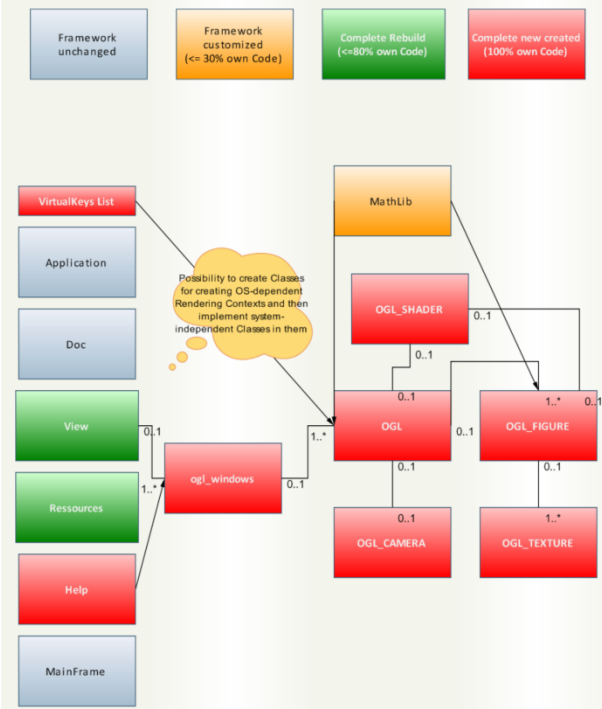 Framework
unchanged
Framework
customized
(<= 30% own Code)
Complete Rebuild
(<=80% own Code)
Complete new created
(100% own Code)
VirtualKeys List
MathLib
Application
Possibility to create Classes
for creating OS-dependent
Rendering Contexts and then
implement system-
independent Classes in them
OGL_SHADER
0..1
0..1
Doc
0..1
1..*
0..1
View
0..1
1..*
OGL
0..1
OGL_FIGURE
ogl_windows
0..1
0..1
0..1
1..*
Ressources
0..1
1..*
OGL_CAMERA
OGL_TEXTURE
Help
MainFrame